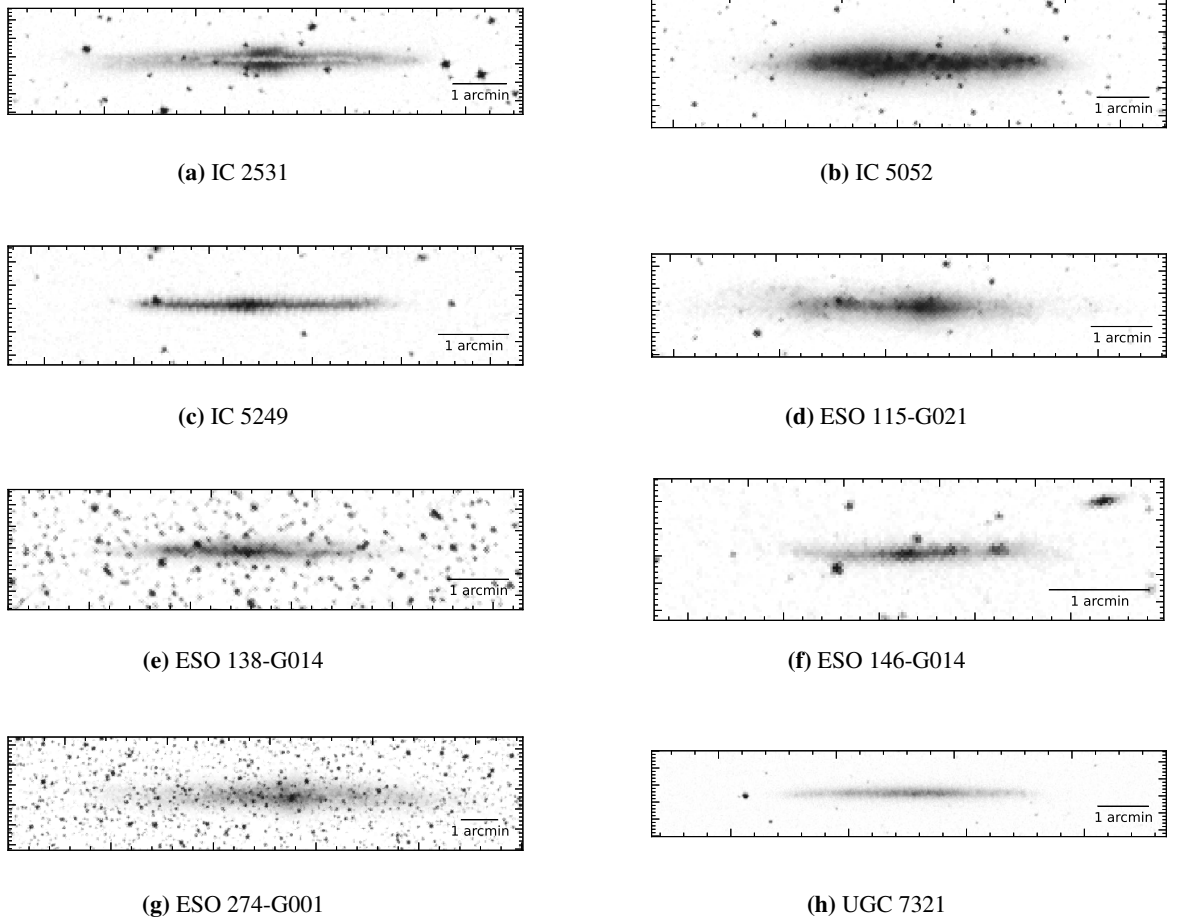 1 arcmin
1 arcmin
(a) IC 2531
(b) IC 5052
1 arcmin
1 arcmin
(c) IC 5249
(d) ESO 115-G021
1 arcmin
1 arcmin
(e) ESO 138-G014
(f) ESO 146-G014
1 arcmin
1 arcmin
(g) ESO 274-G001
(h) UGC 7321